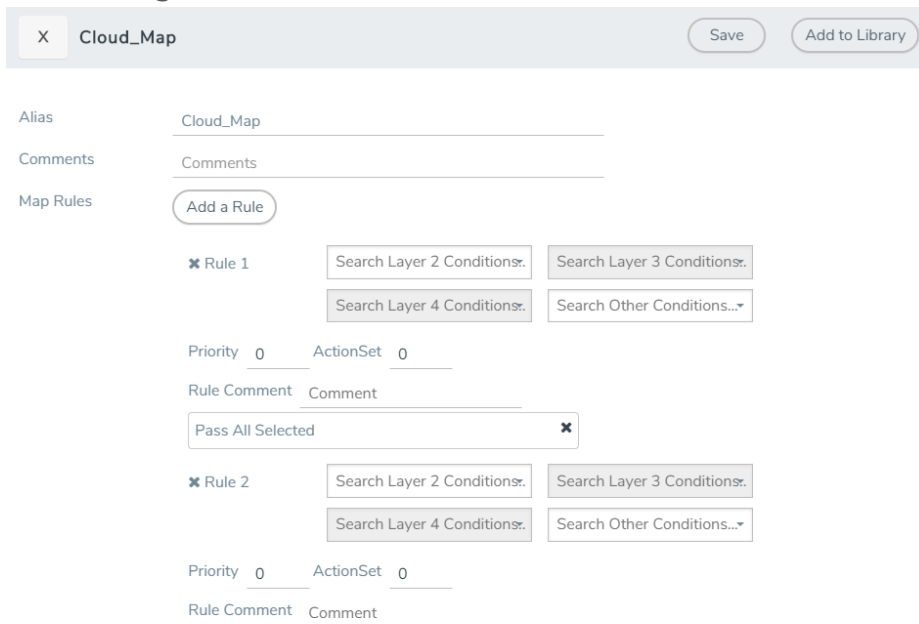 X Cloud_Map Save Add to Library
Alias Cloud_Map
Comments Comments
Map Rules Add a Rule
✖ Rule 1 Search Layer 2 Conditions.. Search Layer 3 Conditions..
Search Layer 4 Conditions.. Search Other Conditions...
Priority 0 ActionSet 0
Rule Comment Comment
Pass All Selected ✖
✖ Rule 2 Search Layer 2 Conditions.. Search Layer 3 Conditions..
Search Layer 4 Conditions.. Search Other Conditions...
Priority 0 ActionSet 0
Rule Comment Comment